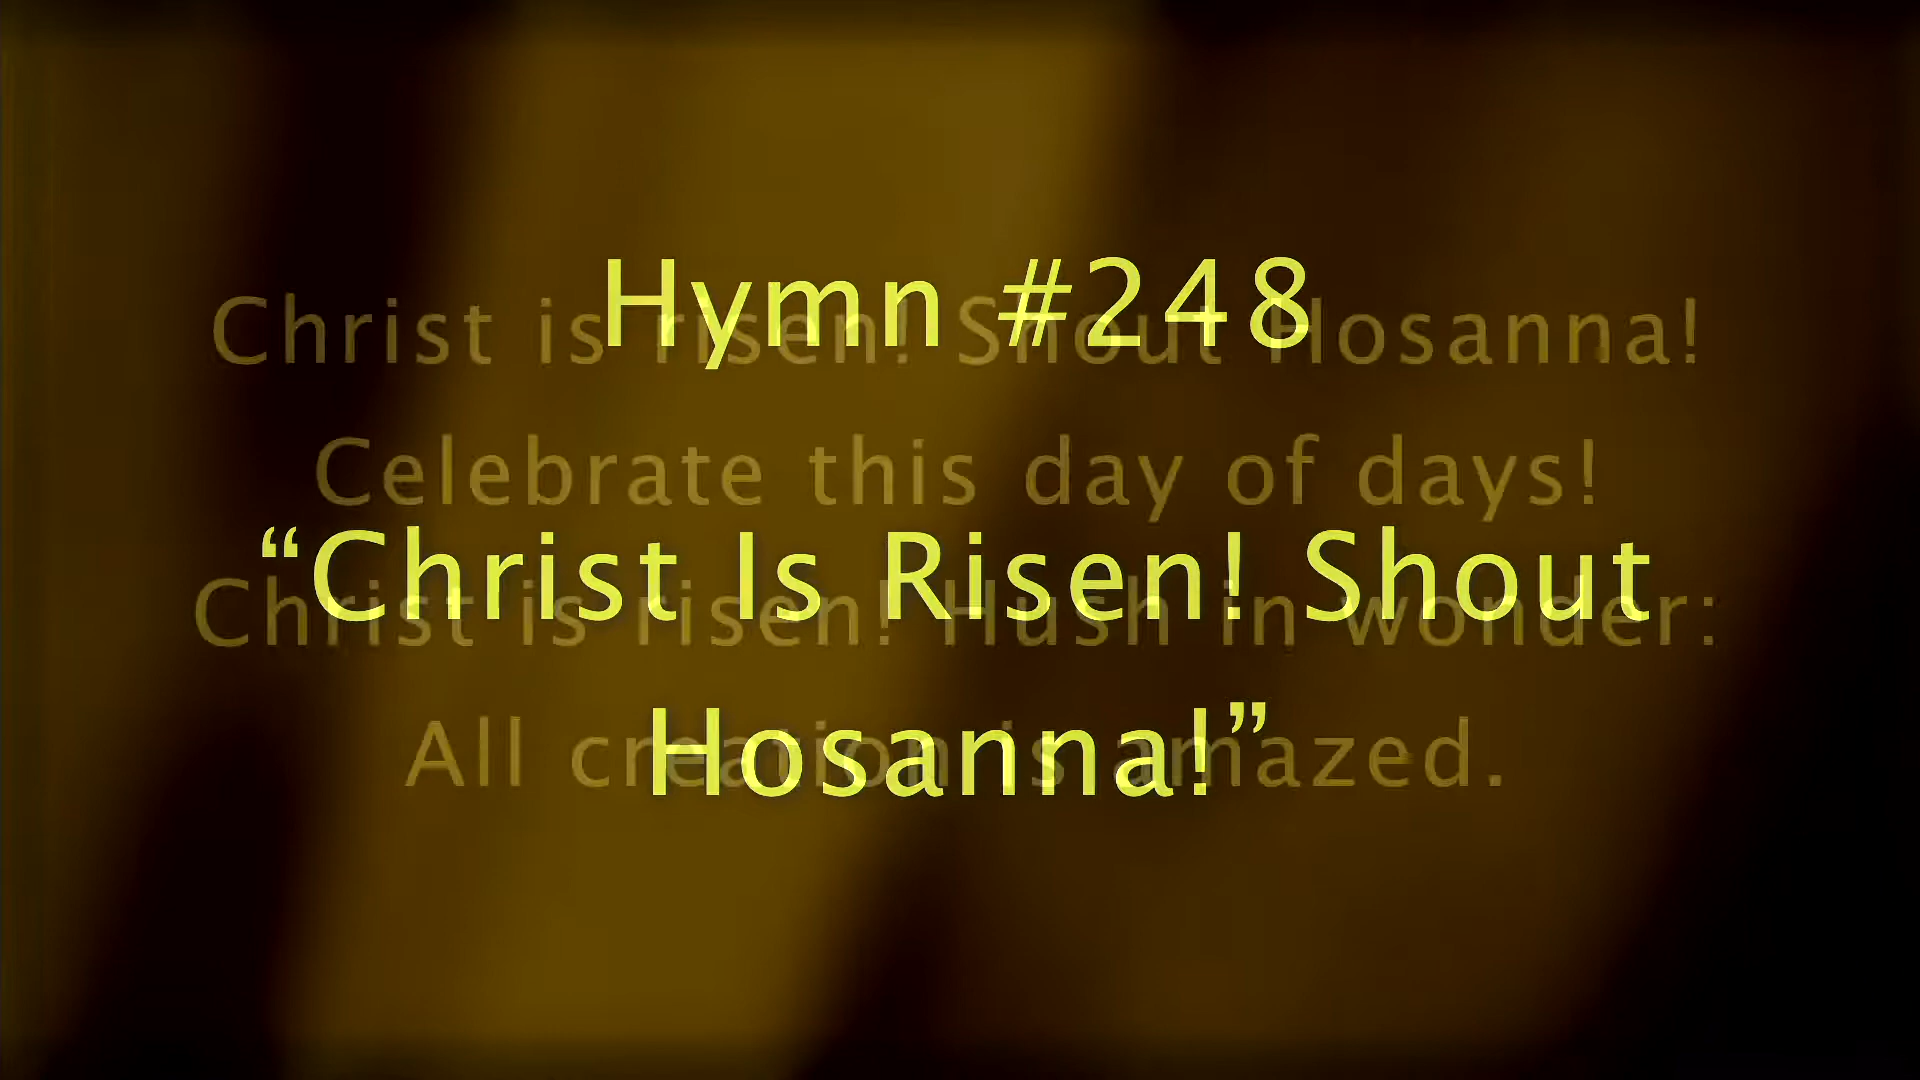 Hymn #248
“Christ Is Risen! Shout
Hosanna!”
Christ is risen! Shout Hosanna!
Celebrate this day of days!
Christ is risen! Hush in wonder:
All creation is amazed.